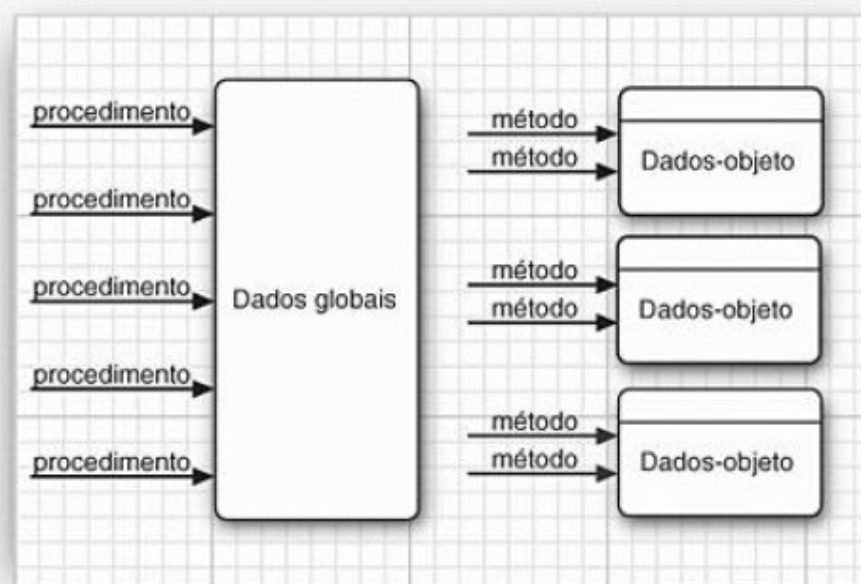 procedimento
procedimento
procedimento
procedimento
procedimento
Dados globais
método
método
Dados-objeto
método
método
Dados-objeto
método
método
Dados-objeto